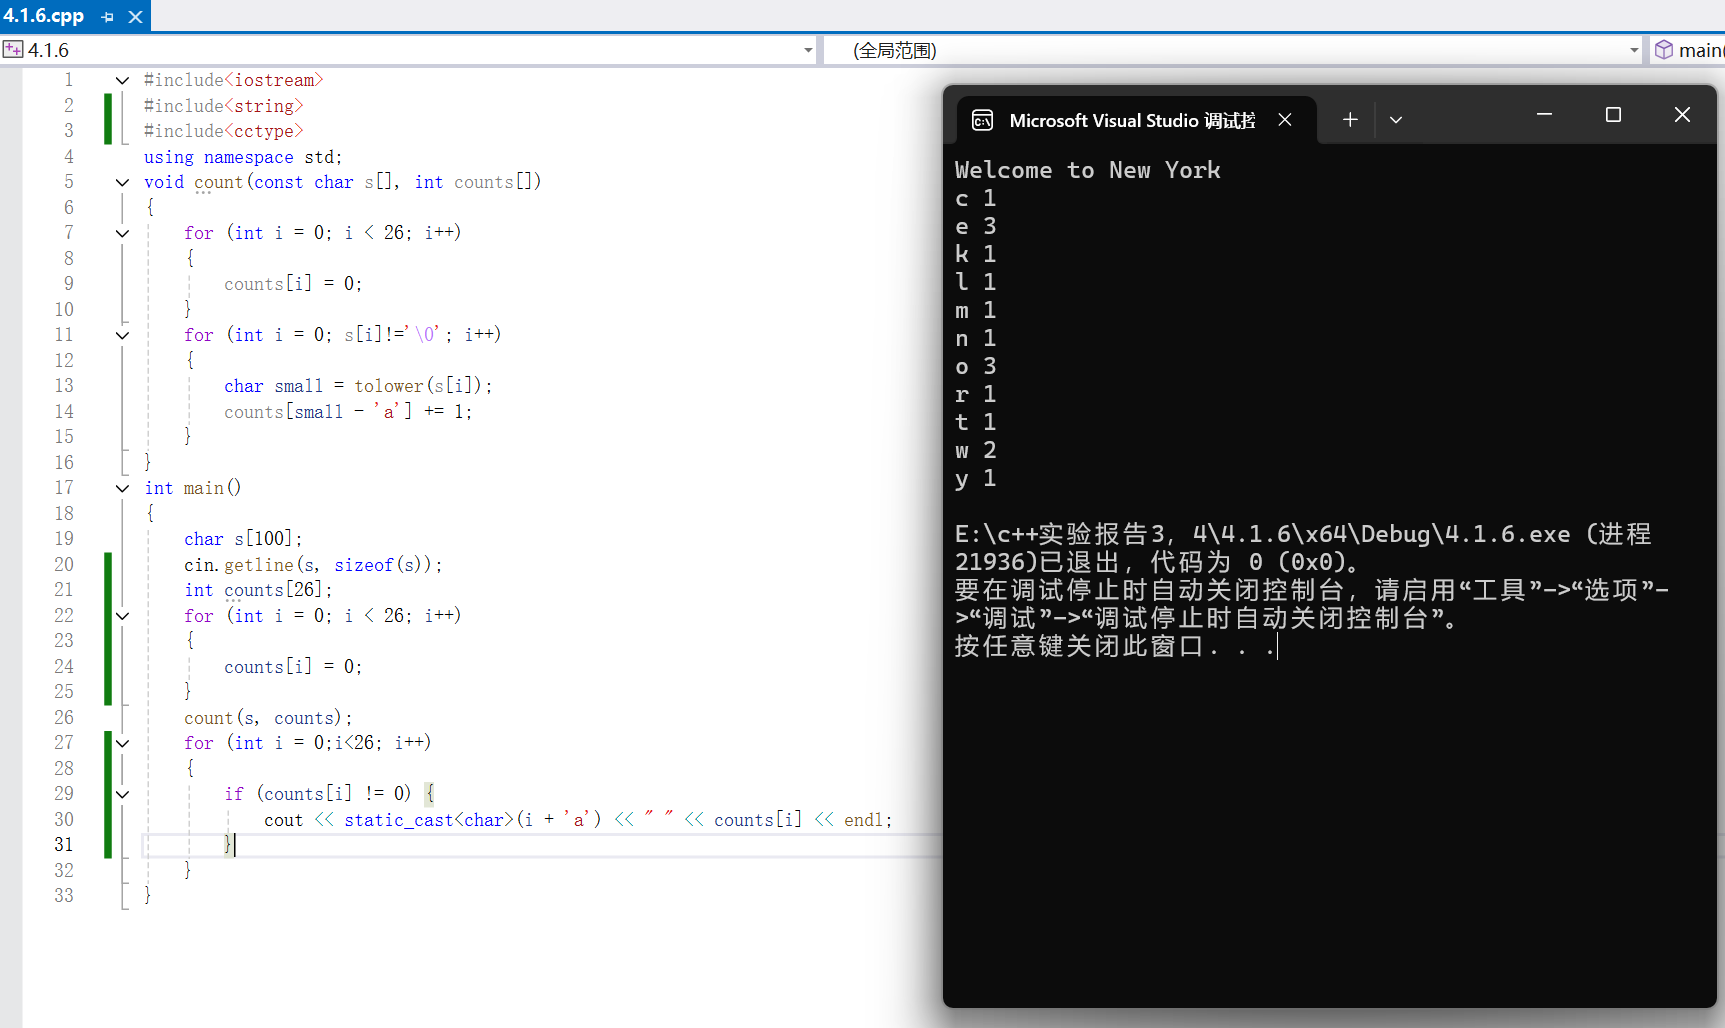 4.1.6.cpp
4.1.6
(全局范围)
main(
1 #include<iostream>
2 #include<string>
3 #include<cctype>
4 using namespace std;
5 void count(const char s[], int counts[])
6 {
7 for (int i = 0; i < 26; i++)
8 {
9 counts[i] = 0;
10 }
11 for (int i = 0; s[i]!='\0'; i++)
12 {
13 char small = tolower(s[i]);
14 counts[small - 'a'] += 1;
15 }
16 }
17 int main()
18 {
19 char s[100];
20 cin.getline(s, sizeof(s));
21 int counts[26];
22 for (int i = 0; i < 26; i++)
23 {
24 counts[i] = 0;
25 }
26 count(s, counts);
27 for (int i = 0;i<26; i++)
28 {
29 if (counts[i] != 0) {
30 cout << static_cast<char>(i + 'a') << " " << counts[i] << endl;
31 }
32 }
33 }
Microsoft Visual Studio 调试控
Welcome to New York
c 1
e 3
k 1
l 1
m 1
n 1
o 3
r 1
t 1
w 2
y 1
E:\c++实验报告3, 4\4.1.6\x64\Debug\4.1.6.exe (进程
21936)已退出，代码为 0 (0x0)。
要在调试停止时自动关闭控制台，请启用“工具”->“选项”-
>“调试”->“调试停止时自动关闭控制台”。
按任意键关闭此窗口. . .